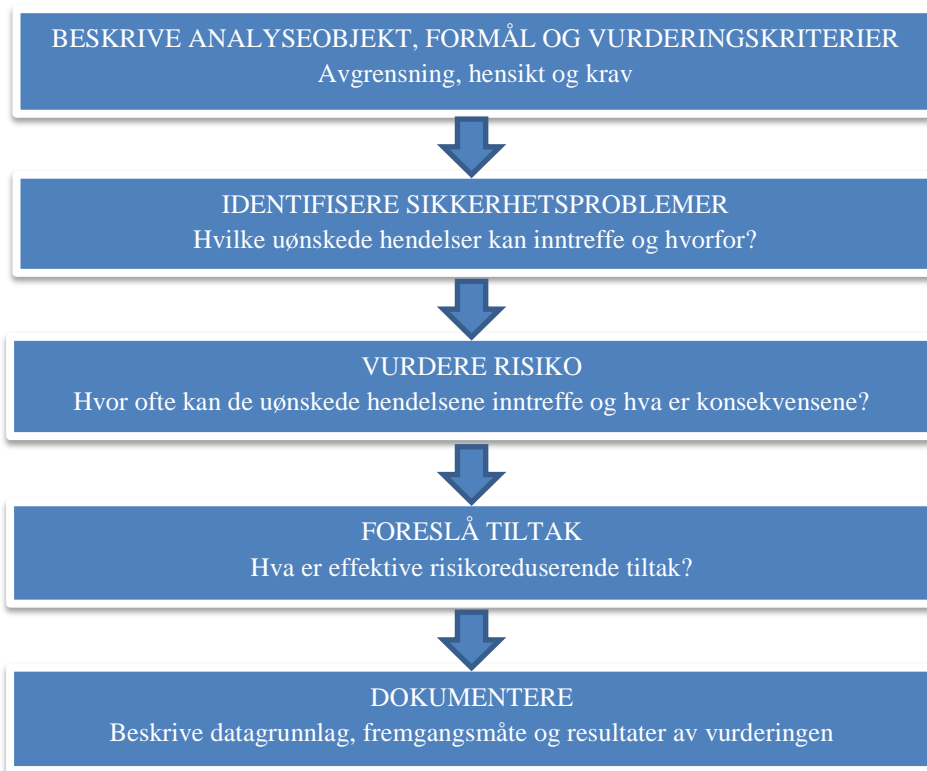 BESKRIVE ANALYSEOBJEKT, FORMÅL OG VURDERINGSKRITERIER
Avgrensning, hensikt og krav
IDENTIFISERE SIKKERHETSPROBLEMER
Hvilke uønskede hendelser kan inntreffe og hvorfor?
VURDERE RISIKO
Hvor ofte kan de uønskede hendelsene inntreffe og hva er konsekvensene?
FORESLÅ TILTAK
Hva er effektive risikoreduserende tiltak?
DOKUMENTERE
Beskrive datagrunnlag, fremgangsmåte og resultater av vurderingen